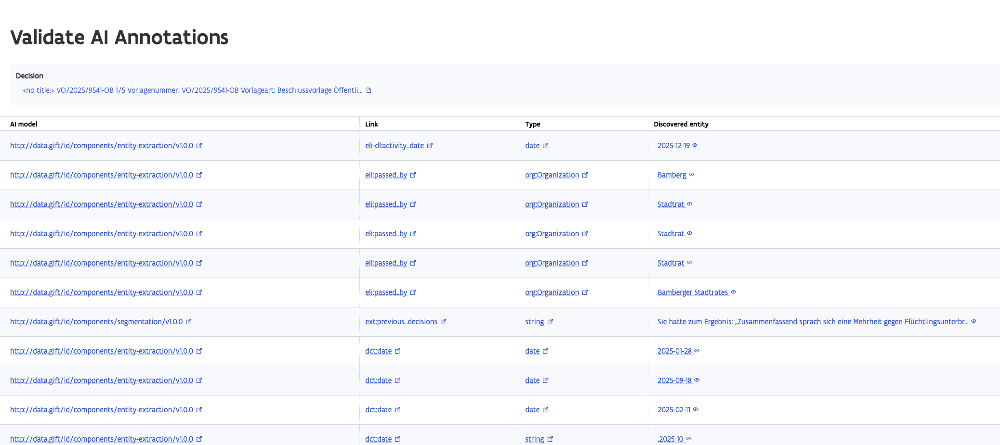 Validate AI Annotations
Decision
<no title:> VO/2025/9541-OB 1/5 Vorlagenummer: VO/2025/9541-OB Vorlageart: Beschlussvorlage Öffentli...
AI model Link Type Discovered entity
http://data.gift/id/components/entity-extraction/v1.0.0 eli-dl:activity_date date 2025-12-19
http://data.gift/id/components/entity-extraction/v1.0.0 eli:passed_by org:Organization Bamberg
http://data.gift/id/components/entity-extraction/v1.0.0 eli:passed_by org:Organization Stadtrat
http://data.gift/id/components/entity-extraction/v1.0.0 eli:passed_by org:Organization Stadtrat
http://data.gift/id/components/entity-extraction/v1.0.0 eli:passed_by org:Organization Stadtrat
http://data.gift/id/components/entity-extraction/v1.0.0 eli:passed_by org:Organization Bamberger Stadtrates
http://data.gift/id/components/segmentation/v1.0.0 ext:previous_decisions string Sie hatte zum Ergebnis: „Zusammenfassend sprach sich eine Mehrheit gegen Flüchtlingsunterbr...
http://data.gift/id/components/entity-extraction/v1.0.0 dct:date date 2025-01-28
http://data.gift/id/components/entity-extraction/v1.0.0 dct:date date 2025-09-18
http://data.gift/id/components/entity-extraction/v1.0.0 dct:date date 2025-02-11
http://data.gift/id/components/entity-extraction/v1.0.0 dct:date string .2025 10